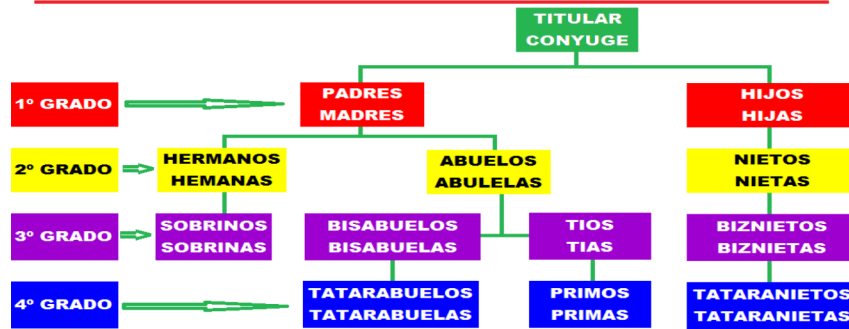 TITULAR
CONYUGE
1º GRADO
PADRES
MADRES
HIJOS
HIJAS
2º GRADO
HERMANOS
HEMANAS
ABUELOS
ABULELAS
NIETOS
NIETAS
3º GRADO
SOBRINOS
SOBRINAS
BISABUELOS
BISABUELAS
TIOS
TIAS
BIZNIETOS
BIZNIETAS
4º GRADO
TATARABUELOS
TATARABUELAS
PRIMOS
PRIMAS
TATARANIETOS
TATARANIETAS